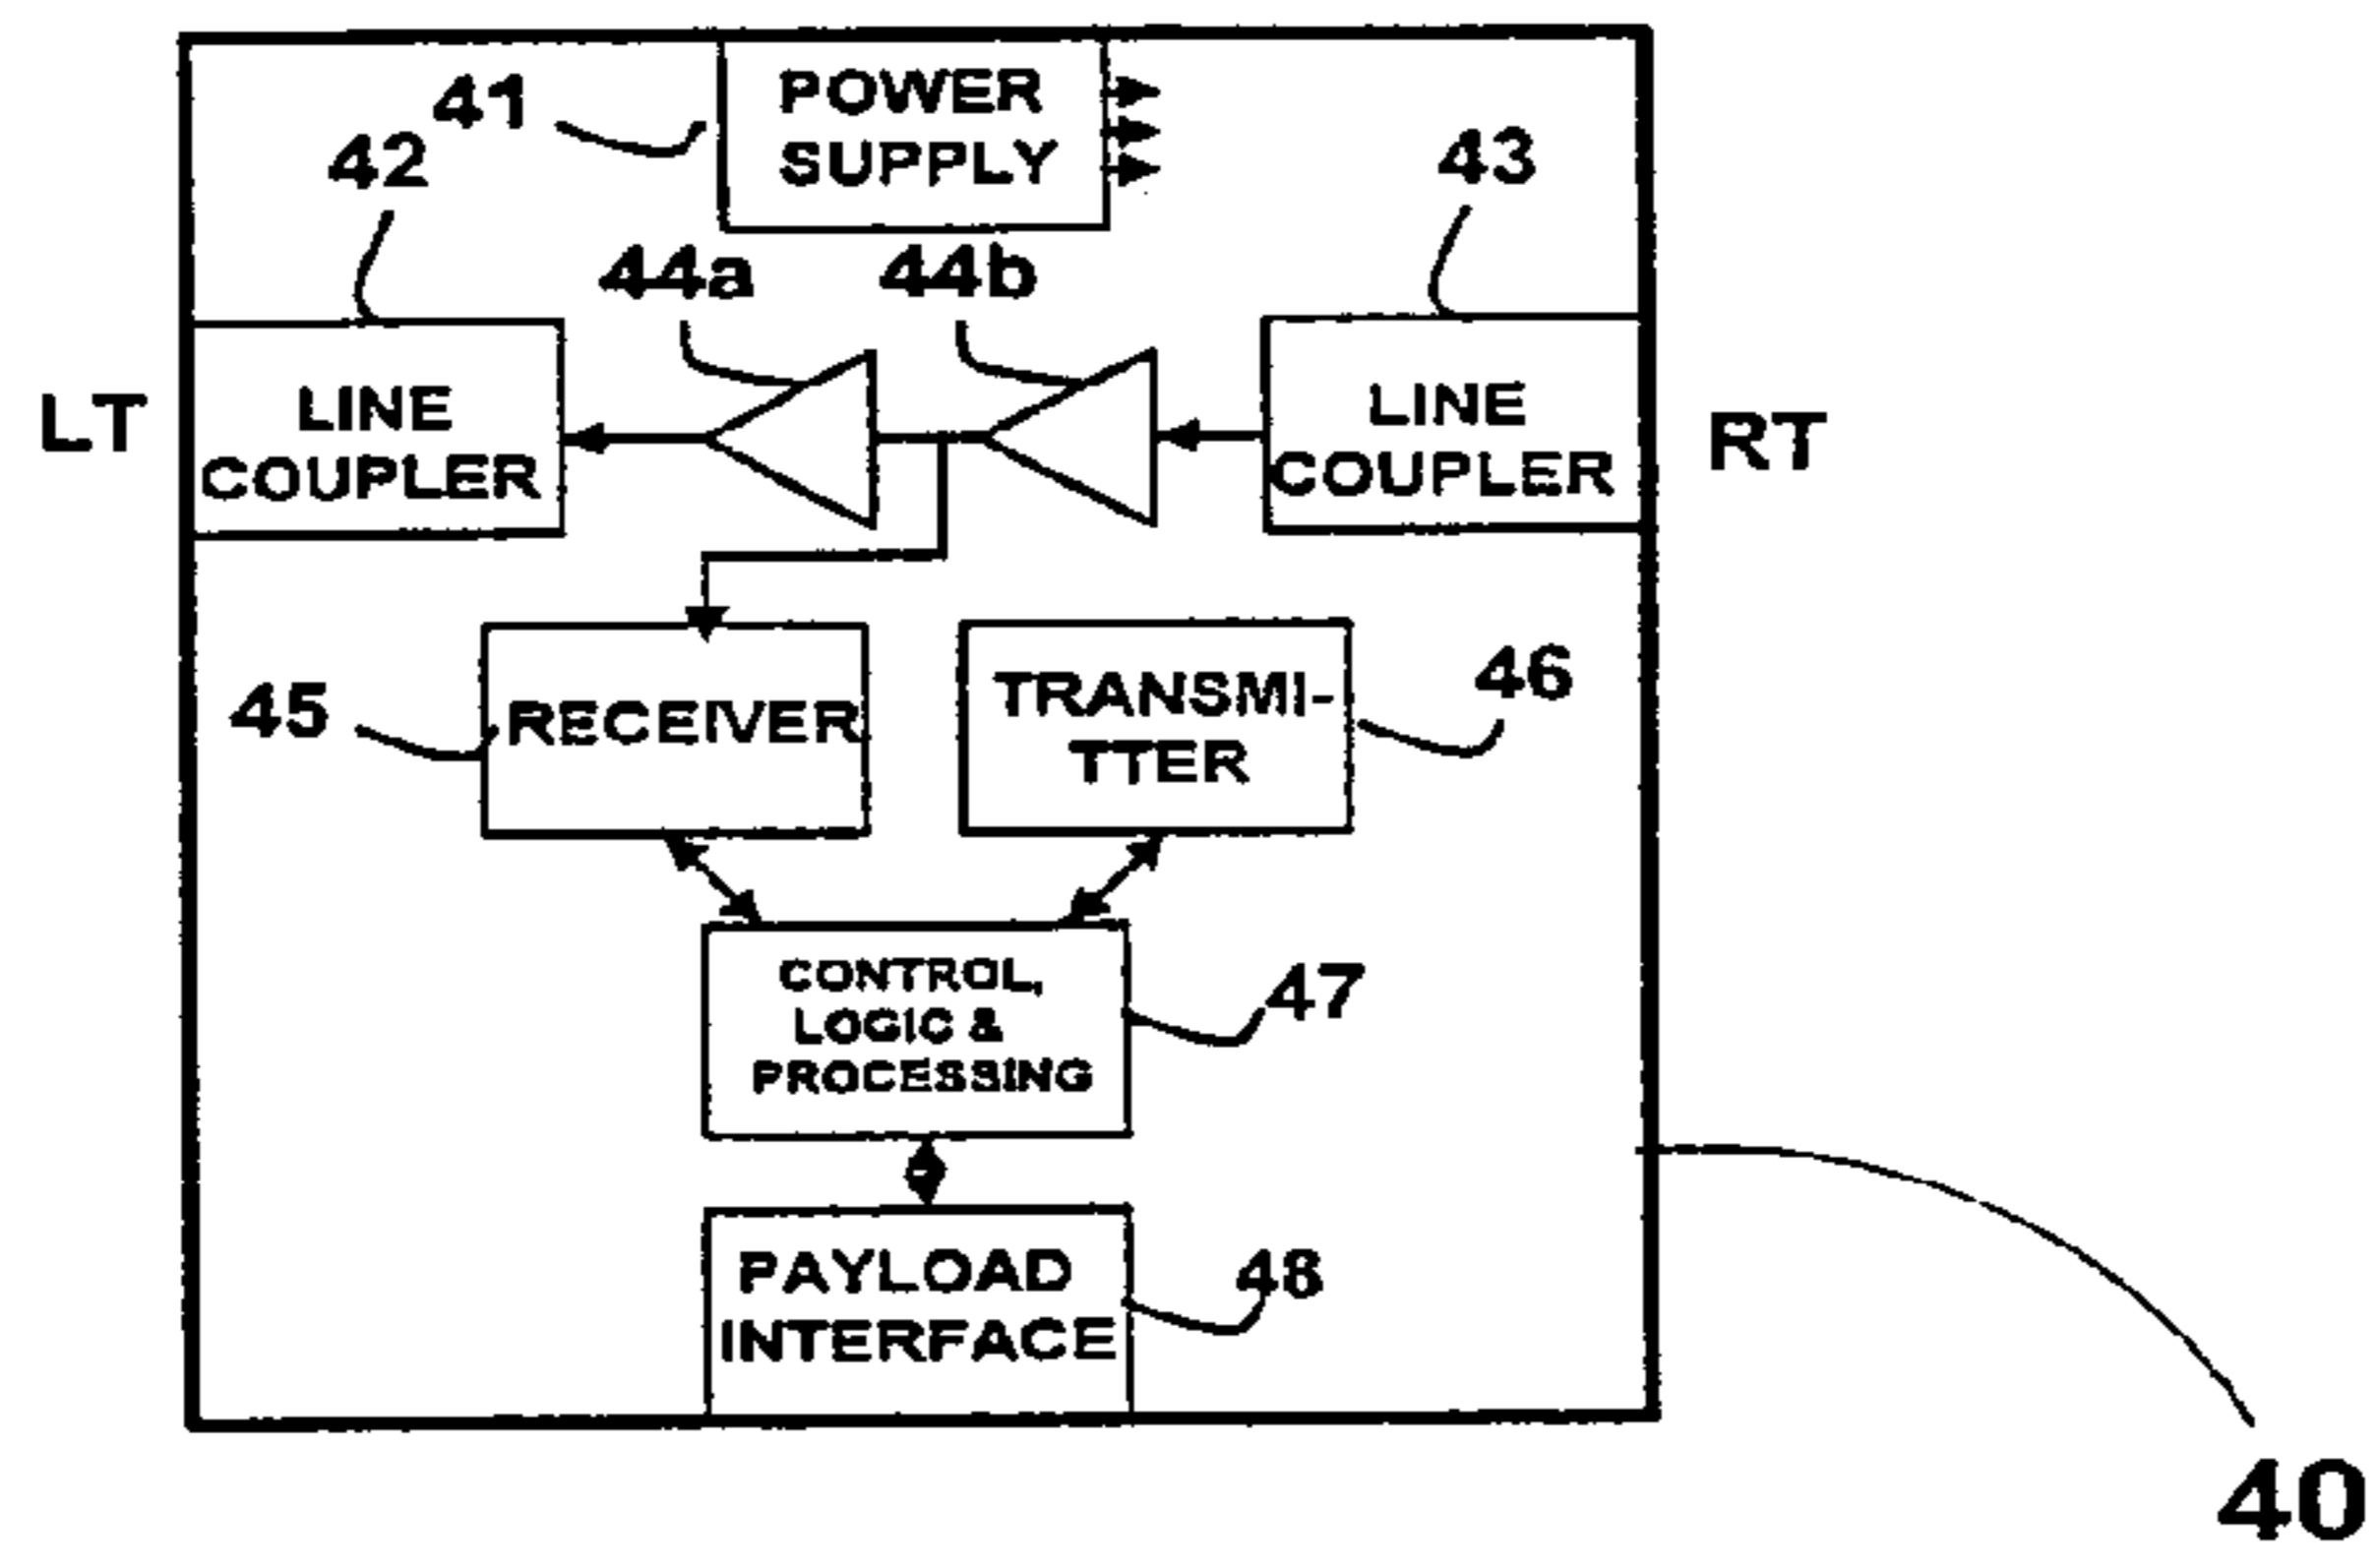 POWER
SUPPLY
41
42
43
44a
44b
LT
LINE
COUPLER
LINE
COUPLER
RT
45
RECEIVER
TRANSMI-
TTER
46
CONTROL,
LOGIC &
PROCESSING
47
PAYLOAD
INTERFACE
48
40